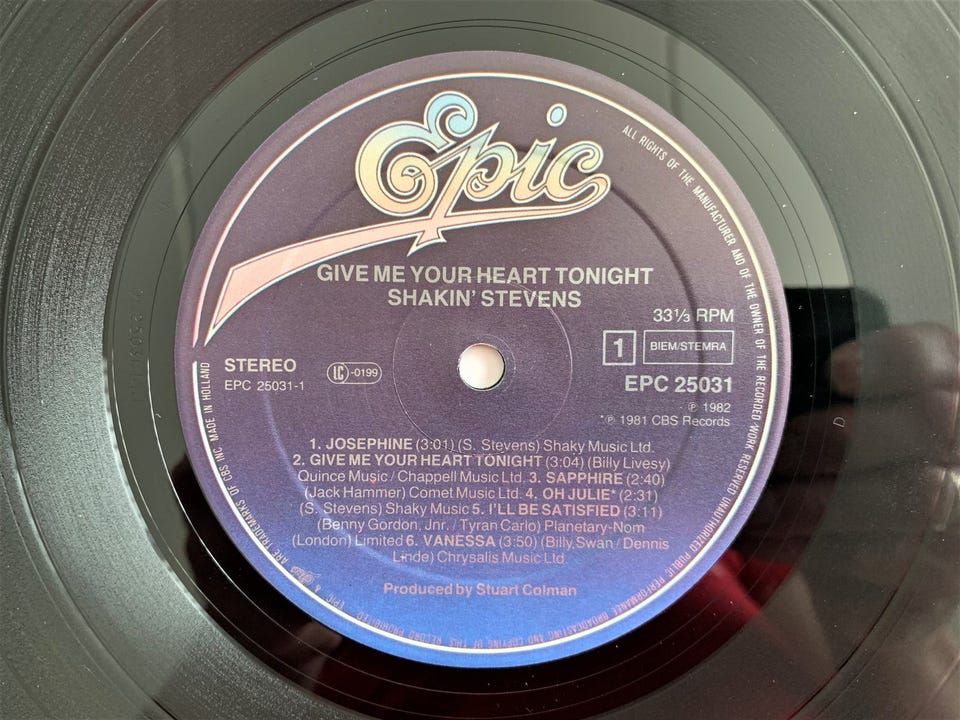 Epic
GIVE ME YOUR HEART TONIGHT
SHAKIN' STEVENS
33⅓ RPM
STEREO
EPC 25031-1
LC-0199
1
BIEM/STEMRA
EPC 25031
℗ 1982
*℗ 1981 CBS Records
1. JOSEPHINE (3:01) (S. Stevens) Shaky Music Ltd.
2. GIVE ME YOUR HEART TONIGHT (3:04) (Billy Livesy)
Quince Music / Chappell Music Ltd. 3. SAPPHIRE (2:40)
(Jack Hammer) Comet Music Ltd. 4. OH JULIE* (2:31)
(S. Stevens) Shaky Music 5. I'LL BE SATISFIED (3:11)
(Benny Gordon, Jnr. / Tyran Carlo) Planetary-Nom
(London) Limited 6. VANESSA (3:50) (Billy Swan / Dennis
Linde) Chrysalis Music Ltd.
Produced by Stuart Colman
ALL RIGHTS OF THE MANUFACTURER AND OF THE OWNER OF THE RECORDED WORK RESERVED UNAUTHORIZED PUBLIC PERFORMANCE BROADCASTING AND COPYING OF THIS RECORD PROHIBITED EPIC & ARE TRADEMARKS OF CBS INC MADE IN HOLLAND